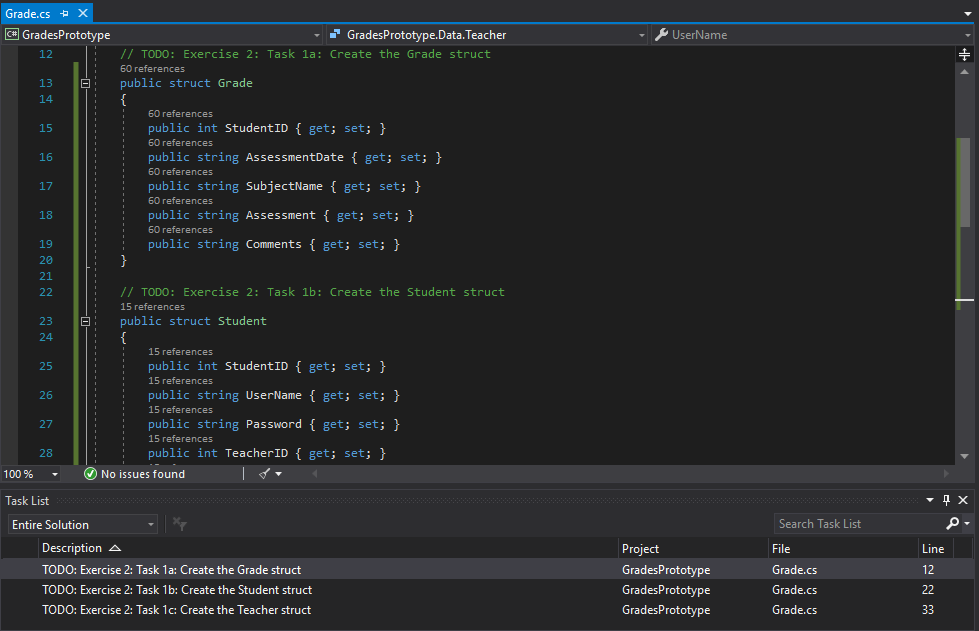 Grade.cs
C# GradesPrototype GradesPrototype.Data.Teacher UserName
12 // TODO: Exercise 2: Task 1a: Create the Grade struct
60 references
13 public struct Grade
14 {
60 references
15 public int StudentID { get; set; }
60 references
16 public string AssessmentDate { get; set; }
60 references
17 public string SubjectName { get; set; }
60 references
18 public string Assessment { get; set; }
60 references
19 public string Comments { get; set; }
20 }
21
22 // TODO: Exercise 2: Task 1b: Create the Student struct
15 references
23 public struct Student
24 {
15 references
25 public int StudentID { get; set; }
15 references
26 public string UserName { get; set; }
15 references
27 public string Password { get; set; }
15 references
28 public int TeacherID { get; set; }
100 % No issues found
Task List
Entire Solution Search Task List
Description Project File Line
TODO: Exercise 2: Task 1a: Create the Grade struct GradesPrototype Grade.cs 12
TODO: Exercise 2: Task 1b: Create the Student struct GradesPrototype Grade.cs 22
TODO: Exercise 2: Task 1c: Create the Teacher struct GradesPrototype Grade.cs 33